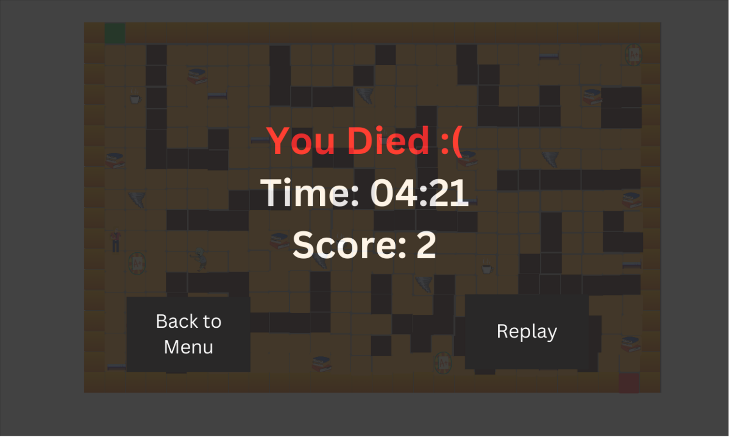 You Died :(
Time: 04:21
Score: 2
Back to
Menu
Replay